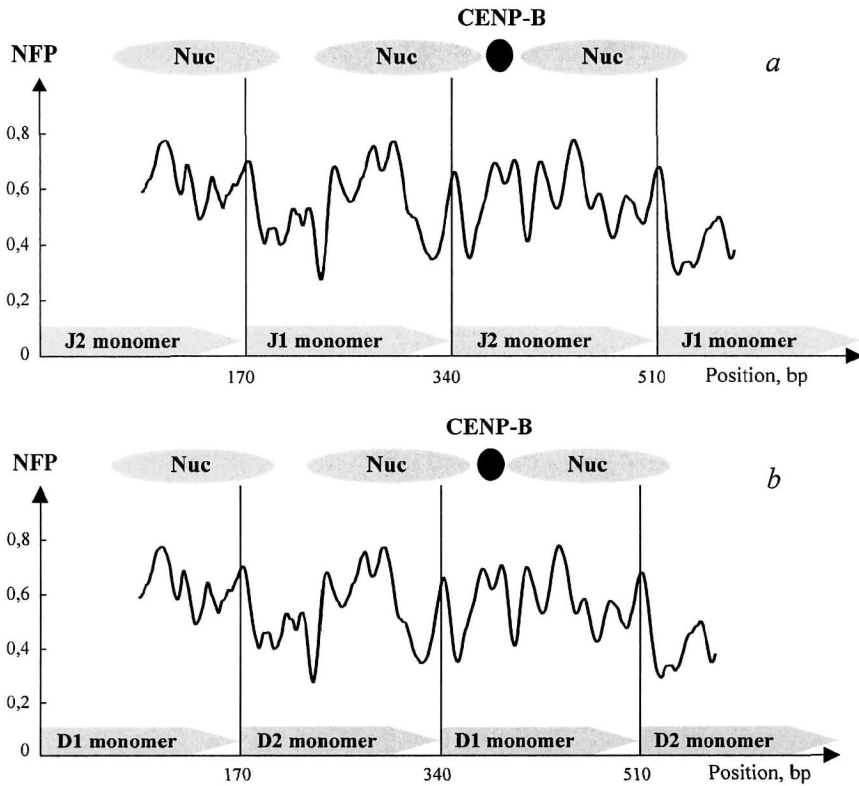 CENP-B
NFP Nuc Nuc Nuc a
0,8
0,6
0,4
0,2
J2 monomer J1 monomer J2 monomer J1 monomer
0
170 340 510 Position, bp
CENP-B
NFP Nuc Nuc Nuc b
0,8
0,6
0,4
0,2
D1 monomer D2 monomer D1 monomer D2 monomer
0
170 340 510 Position, bp